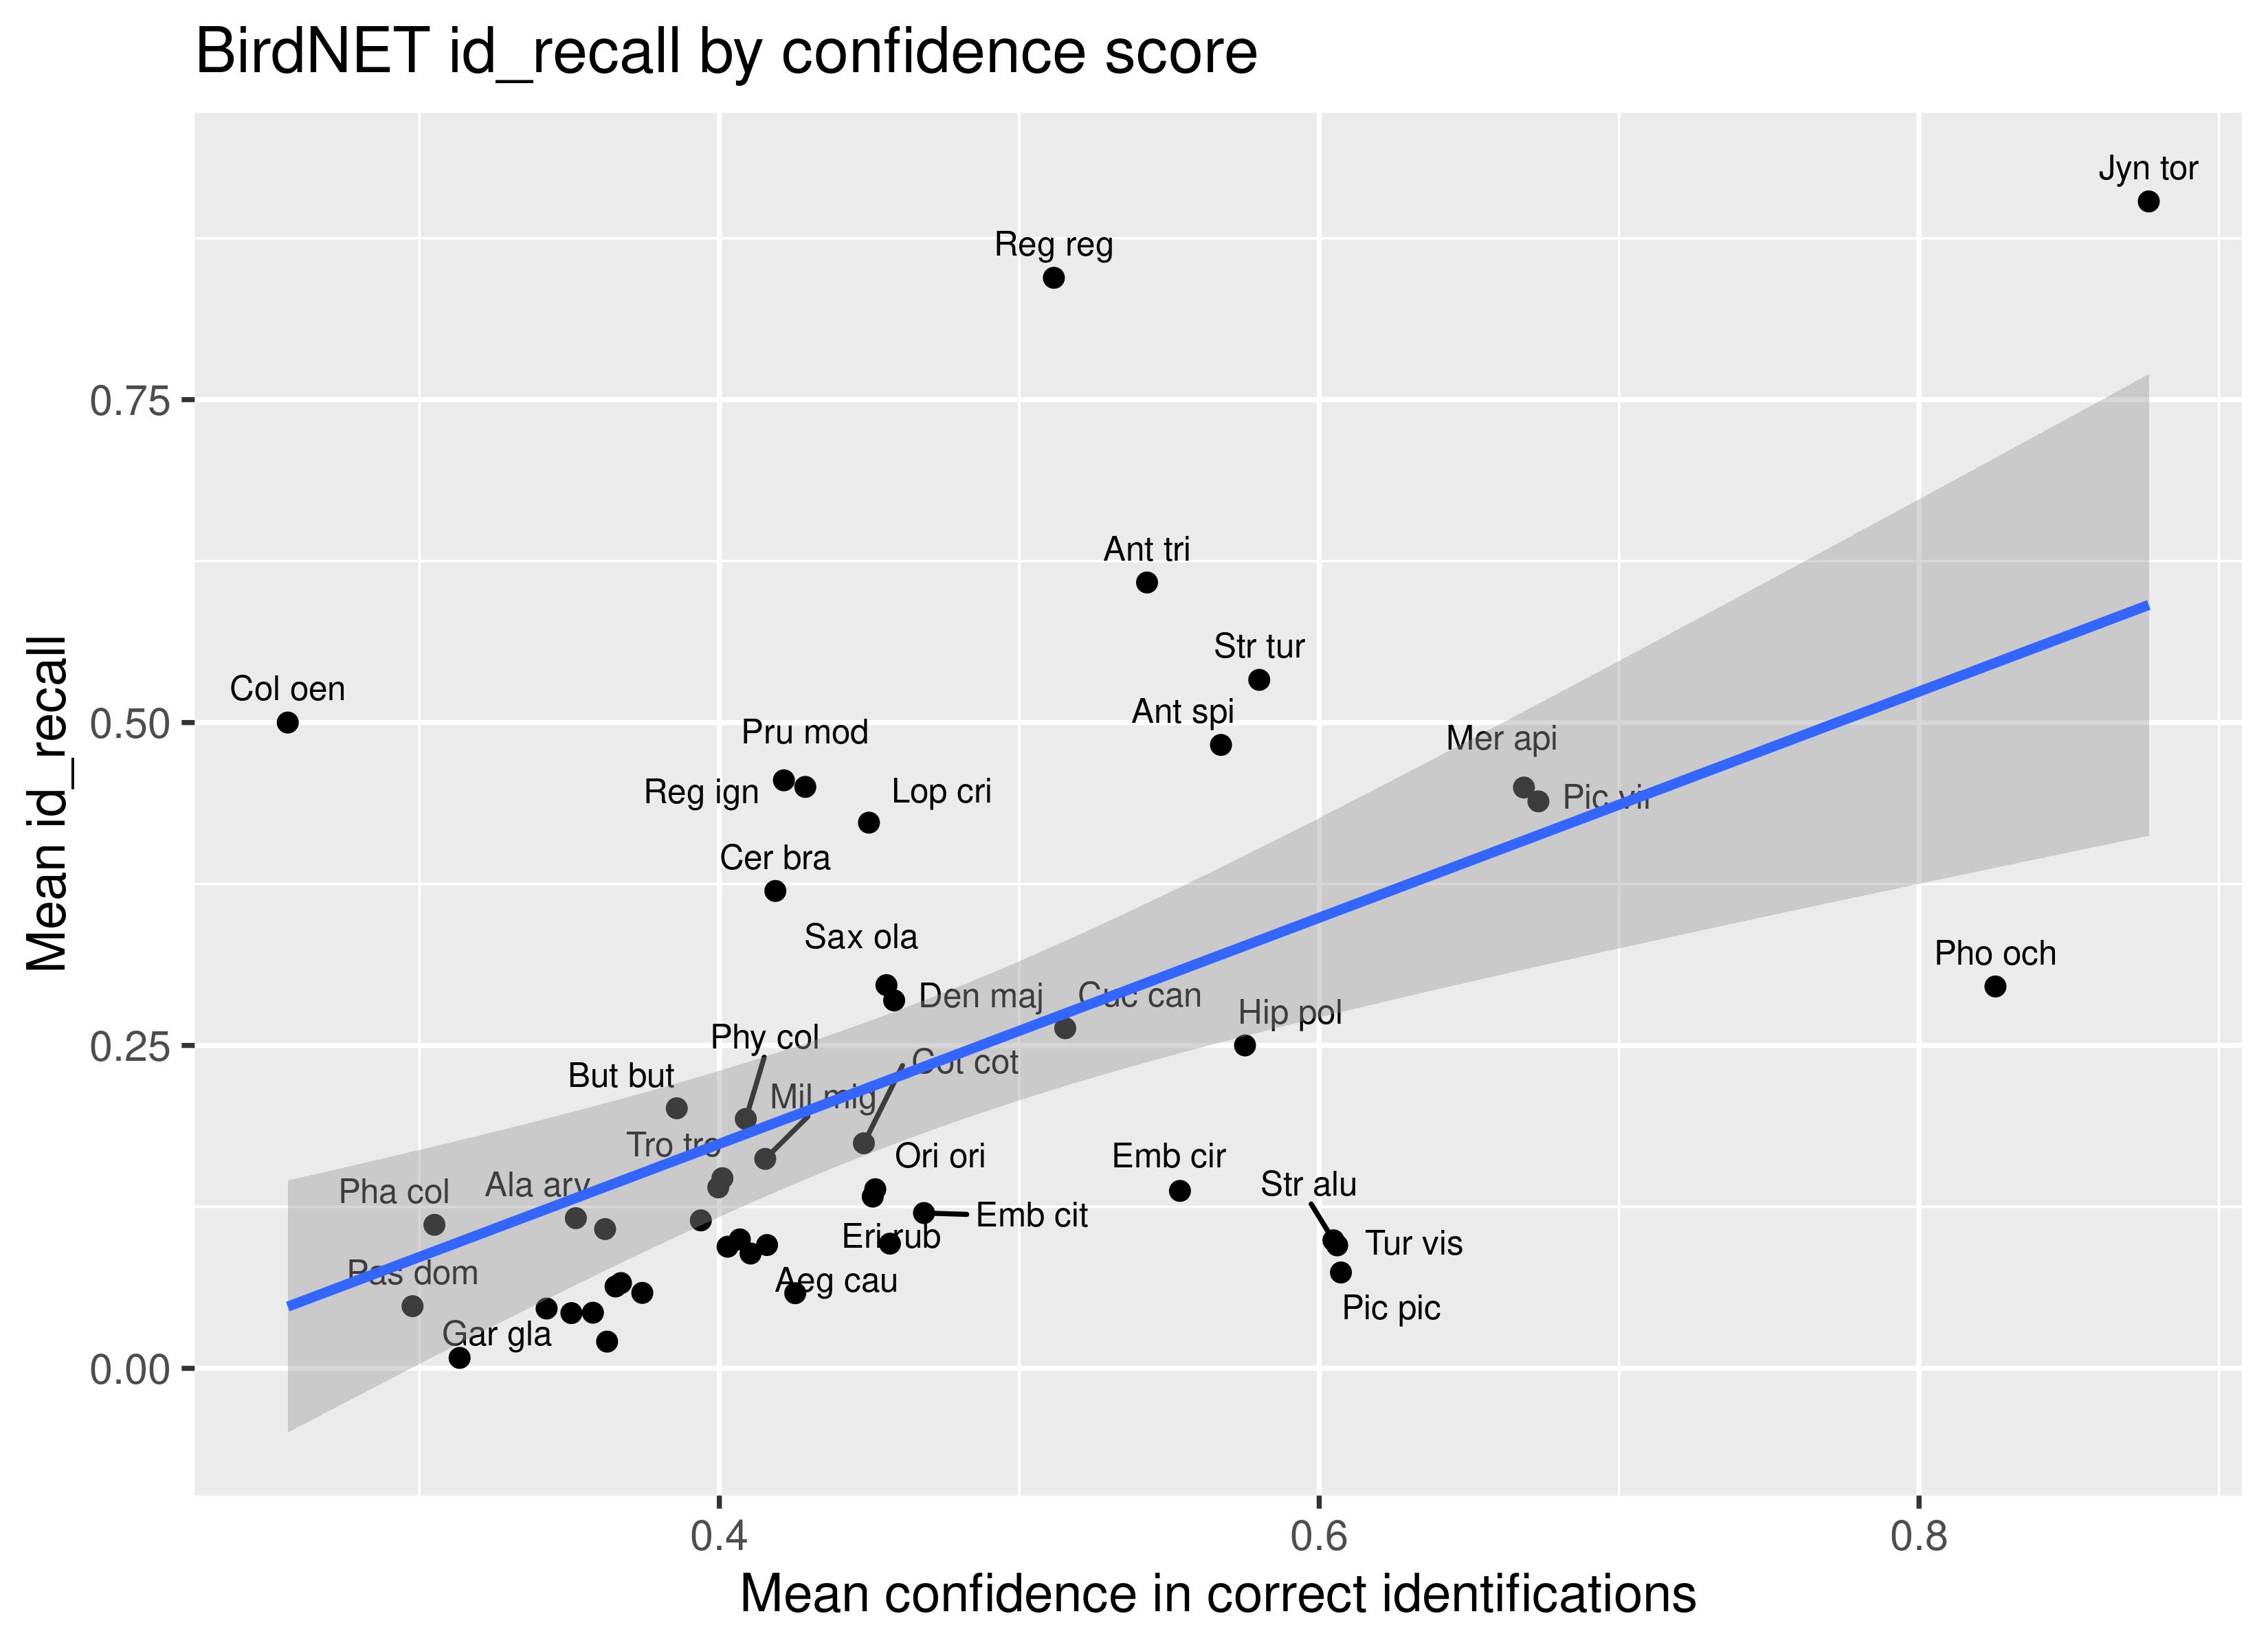 BirdNET id_recall by confidence score
Jyn tor
Reg reg
Ant tri
Str tur
Col oen
Ant spi
Pru mod
Mer api
Reg ign
Lop cri
Pic vir
Cer bra
Sax ola
Pho och
Den maj
Cuc can
Hip pol
Phy col
Cot cot
But but
Mil mig
Tro tro
Ori ori
Emb cir
Str alu
Pha col
Ala arv
Emb cit
Eri rub
Tur vis
Pas dom
Aeg cau
Pic pic
Gar gla
0.75
0.50
0.25
0.00
Mean id_recall
0.4
0.6
0.8
Mean confidence in correct identifications